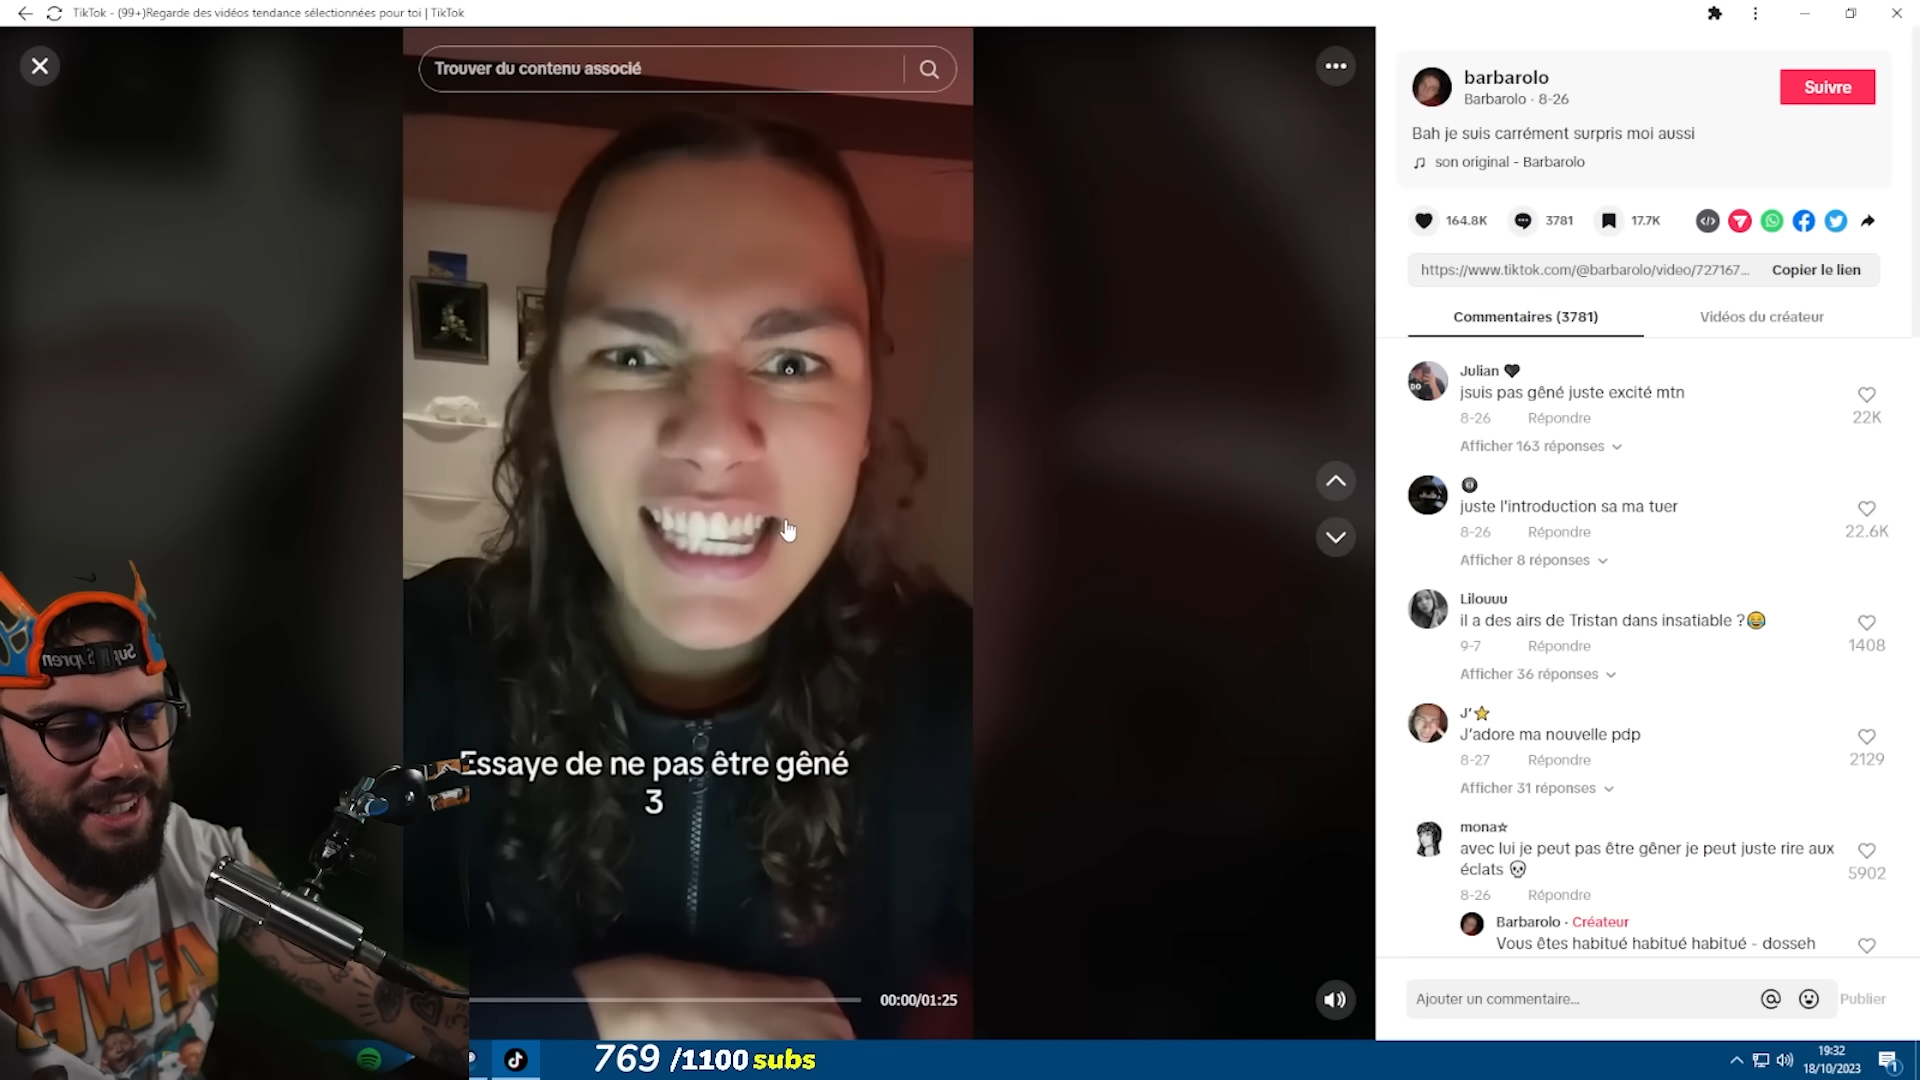 TikTok - (99+)Regarde des vidéos tendance sélectionnées pour toi | TikTok
Trouver du contenu associé
Essaye de ne pas être gêné
3
00:00/01:25
barbarolo
Barbarolo · 8-26
Suivre
Bah je suis carrément surpris moi aussi
son original - Barbarolo
164.8K
3781
17.7K
https://www.tiktok.com/@barbarolo/video/727167...
Copier le lien
Commentaires (3781)
Vidéos du créateur
Julian 🖤
jsuis pas gêné juste excité mtn
8-26 Répondre
22K
Afficher 163 réponses
juste l'introduction sa ma tuer
8-26 Répondre
22.6K
Afficher 8 réponses
Lilouuu
il a des airs de Tristan dans insatiable ?😂
9-7 Répondre
1408
Afficher 36 réponses
J'⭐
J'adore ma nouvelle pdp
8-27 Répondre
2129
Afficher 31 réponses
mona☆
avec lui je peut pas être gêner je peut juste rire aux
éclats 💀
8-26 Répondre
5902
Barbarolo · Créateur
Vous êtes habitué habitué habitué - dosseh
Ajouter un commentaire...
Publier
769 /1100 subs
19:32
18/10/2023
1